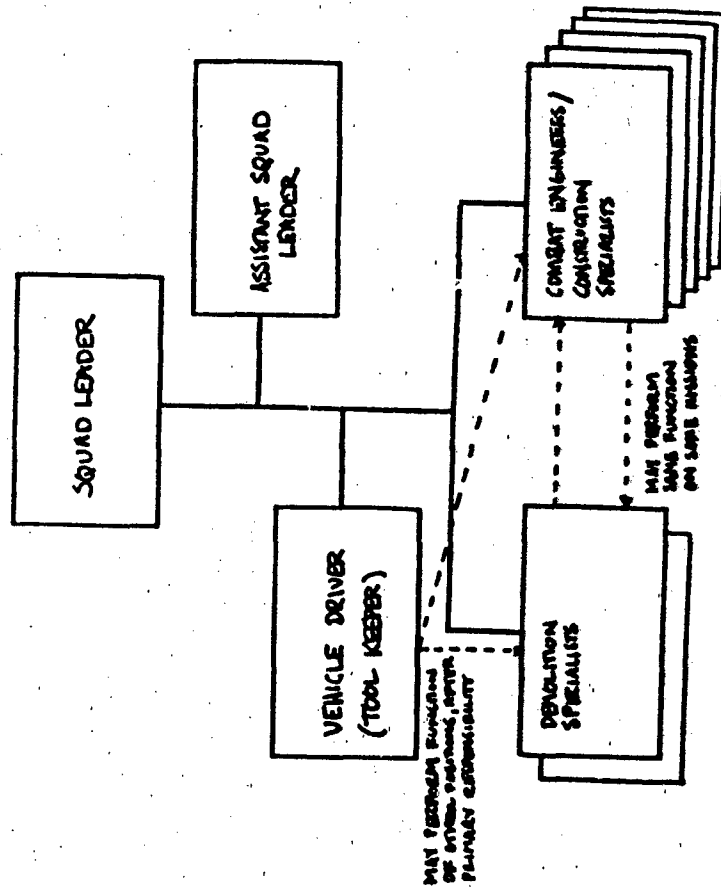 SQUAD LEADER
ASSISTANT SQUAD
LEADER
VEHICLE DRIVER
(TOOL KEEPER)
MAY PERFORM FUNCTION
OF OTHER POSITIONS, AFTER
PRIMARY RESPONSIBILITY
DEMOLITION
SPECIALISTS
MAY PERFORM
SAME FUNCTION
ON SOME MISSIONS
COMBAT ENGINEERS/
CONSTRUCTION
SPECIALISTS